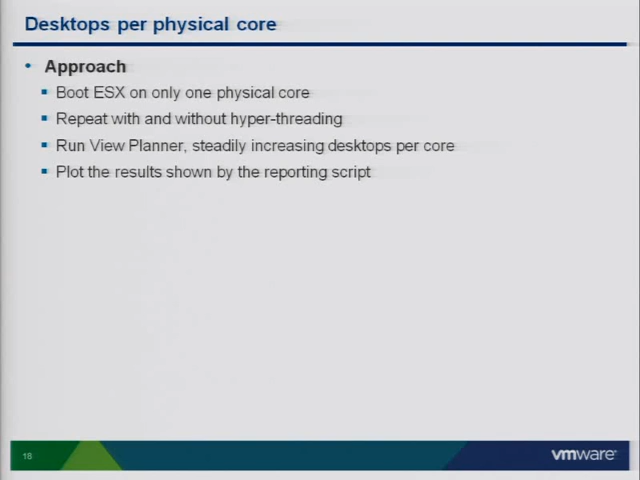 Desktops per physical core
• Approach
▪ Boot ESX on only one physical core
▪ Repeat with and without hyper-threading
▪ Run View Planner, steadily increasing desktops per core
▪ Plot the results shown by the reporting script
18
vmware